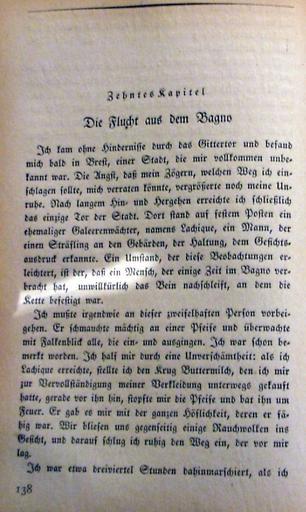 Zehntes Kapitel
Die Flucht aus dem Bagno
Ich kam ohne Hindernisse durch das Gittertor und befand
mich bald in Brest, einer Stadt, die mir vollkommen unbe-
kannt war. Die Angst, daß mein Zögern, welchen Weg ich ein-
schlagen sollte, mich verraten könnte, vergrößerte noch meine Un-
ruhe. Nach langem Hin- und Hergehen erreichte ich schließlich
das einzige Tor der Stadt. Dort stand auf festem Posten ein
ehemaliger Galeerenwächter, namens Lachique, ein Mann, der
einen Sträfling an den Gebärden, der Haltung, dem Gesichts-
ausdruck erkannte. Ein Umstand, der diese Beobachtungen er-
leichtert, ist der, daß ein Mensch, der einige Zeit im Bagno ver-
bracht hat, unwillkürlich das Bein nachschleift, an dem die
Kette befestigt war.
Ich mußte irgendwie an dieser zweifelhaften Person vorbei-
gehen. Er schmauchte mächtig an einer Pfeife und überwachte
mit Falkenblick alle, die ein- und ausgingen. Ich war schon be-
merkt worden. Ich half mir durch eine Unverschämtheit: als ich
Lachique erreichte, stellte ich den Krug Buttermilch, den ich mir
zur Vervollständigung meiner Verkleidung unterwegs gekauft
hatte, gerade vor ihn hin, stopfte mir die Pfeife und bat ihn um
Feuer. Er gab es mir mit der ganzen Höflichkeit, deren er fä-
hig war. Wir bliesen uns gegenseitig einige Rauchwolken ins
Gesicht, und darauf schlug ich ruhig den Weg ein, der vor mir
lag.
Ich war etwa dreiviertel Stunden dahinmarschiert, als ich
138